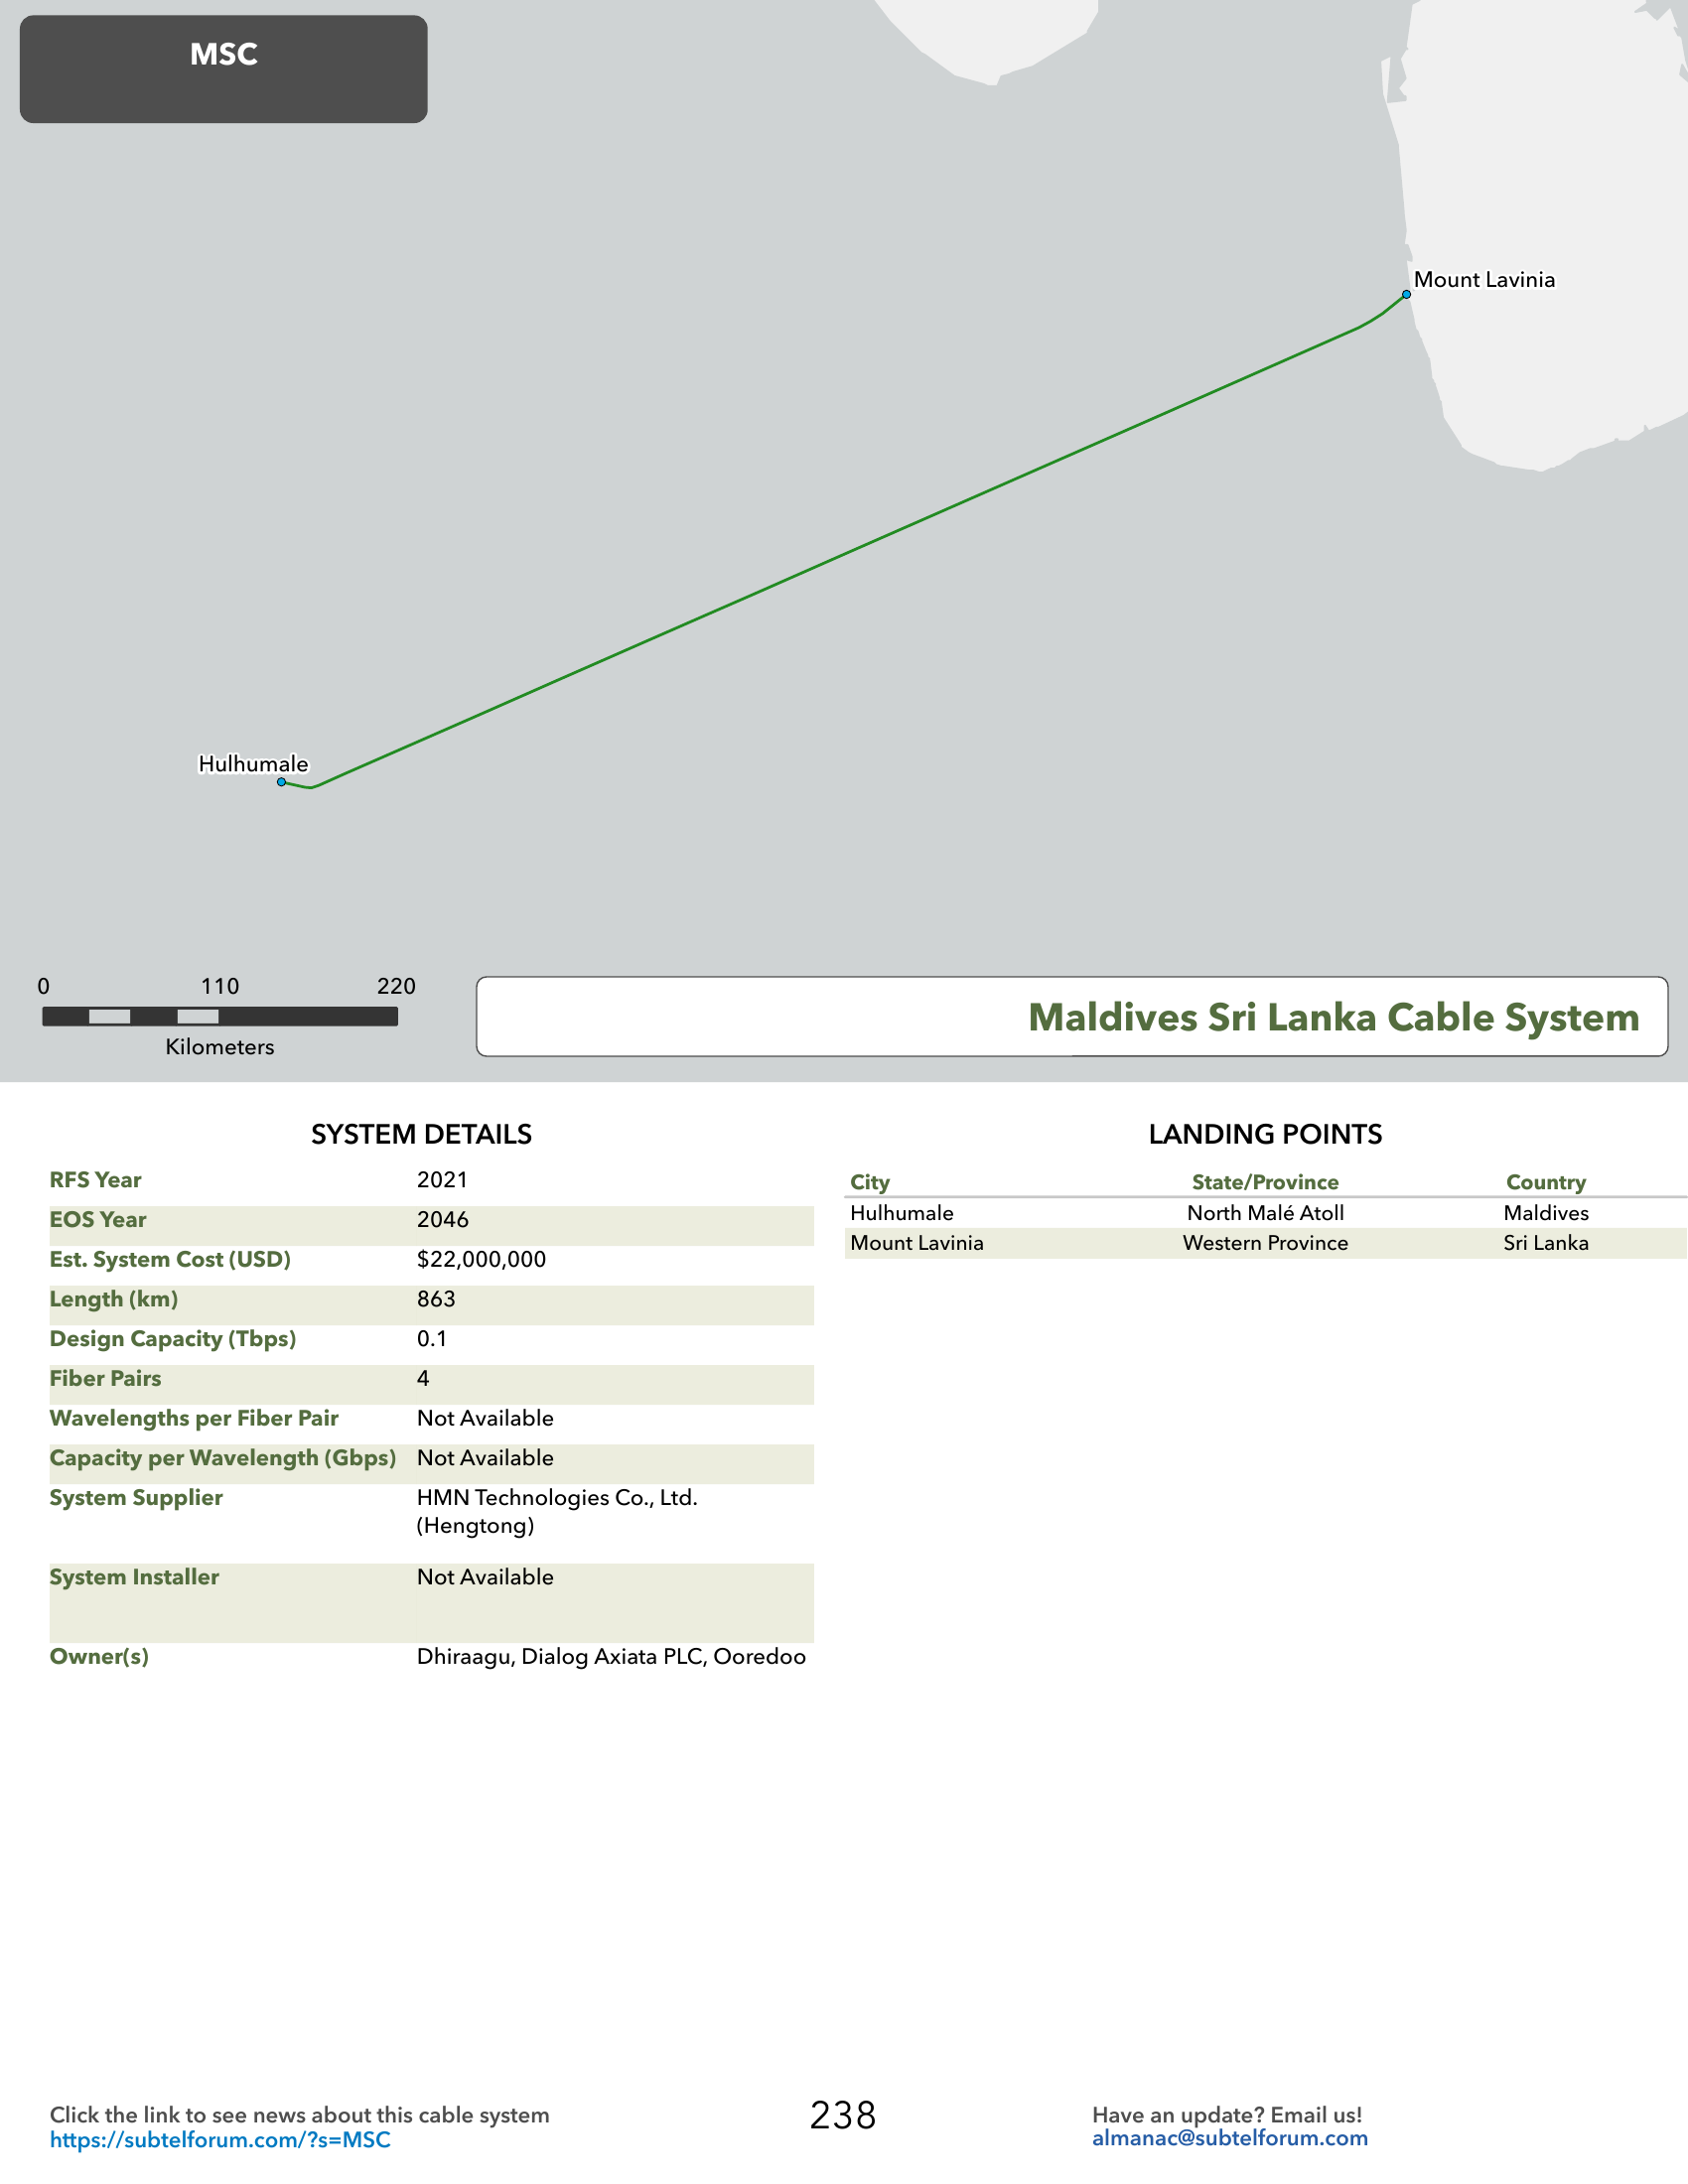 MSC
Mount Lavinia
Hulhumale
0 110 220
Kilometers
Maldives Sri Lanka Cable System
SYSTEM DETAILS
RFS Year 2021
EOS Year 2046
Est. System Cost (USD) $22,000,000
Length (km) 863
Design Capacity (Tbps) 0.1
Fiber Pairs 4
Wavelengths per Fiber Pair Not Available
Capacity per Wavelength (Gbps) Not Available
System Supplier HMN Technologies Co., Ltd.
(Hengtong)
System Installer Not Available
Owner(s) Dhiraagu, Dialog Axiata PLC, Ooredoo
LANDING POINTS
City State/Province Country
Hulhumale North Malé Atoll Maldives
Mount Lavinia Western Province Sri Lanka
Click the link to see news about this cable system
https://subtelforum.com/?s=MSC
238
Have an update? Email us!
almanac@subtelforum.com